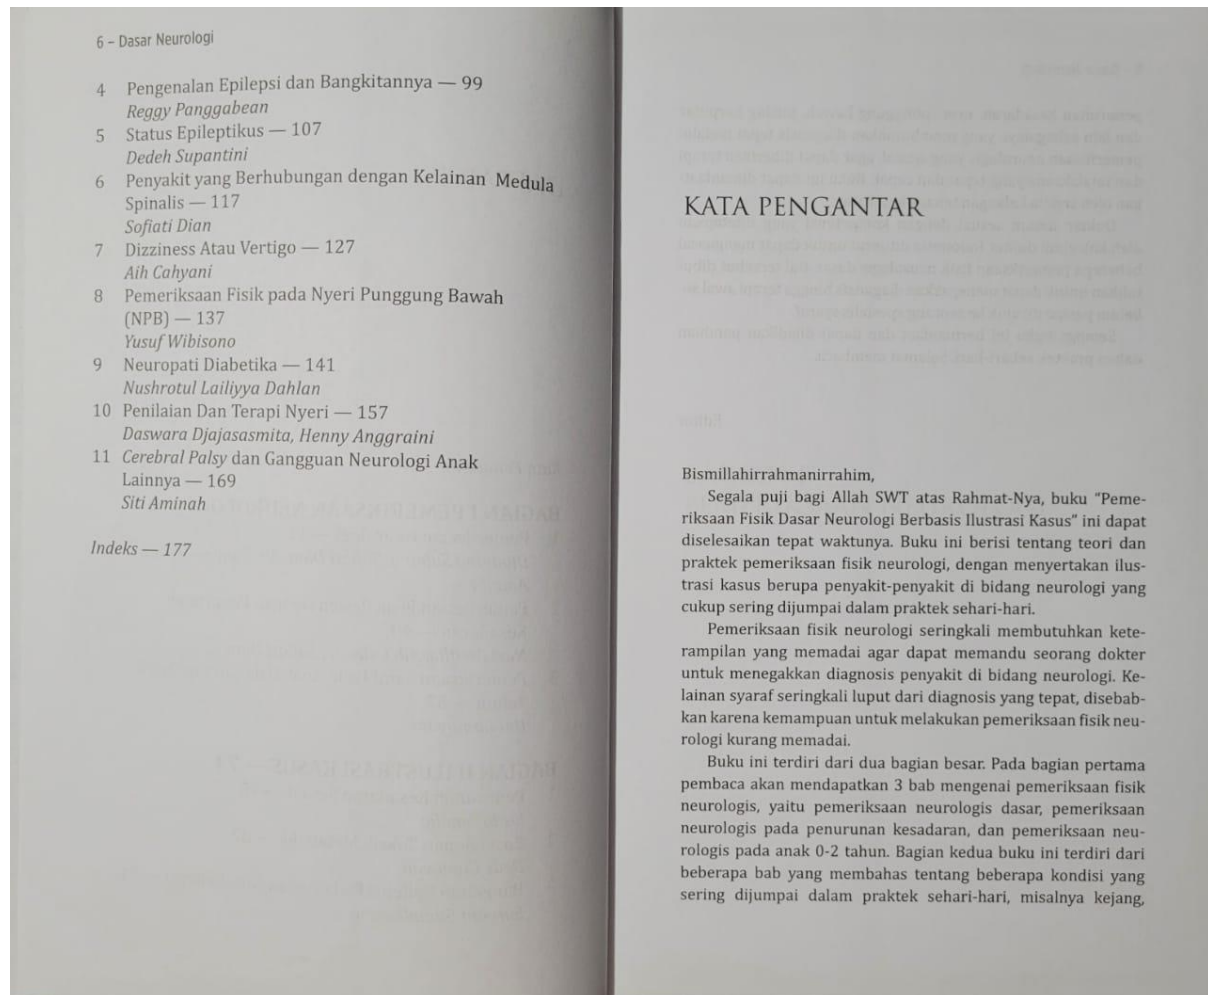 6 – Dasar Neurologi
4 Pengenalan Epilepsi dan Bangkitannya — 99
Reggy Panggabean
5 Status Epileptikus — 107
Dedeh Supantini
6 Penyakit yang Berhubungan dengan Kelainan Medula
Spinalis — 117
Sofiati Dian
7 Dizziness Atau Vertigo — 127
Aih Cahyani
8 Pemeriksaan Fisik pada Nyeri Punggung Bawah
(NPB) — 137
Yusuf Wibisono
9 Neuropati Diabetika — 141
Nushrotul Lailiyya Dahlan
10 Penilaian Dan Terapi Nyeri — 157
Daswara Djajasasmita, Henny Anggraini
11 Cerebral Palsy dan Gangguan Neurologi Anak
Lainnya — 169
Siti Aminah
Indeks — 177
KATA PENGANTAR
Bismillahirrahmanirrahim,
Segala puji bagi Allah SWT atas Rahmat-Nya, buku “Peme-
riksaan Fisik Dasar Neurologi Berbasis Ilustrasi Kasus” ini dapat
diselesaikan tepat waktunya. Buku ini berisi tentang teori dan
praktek pemeriksaan fisik neurologi, dengan menyertakan ilus-
trasi kasus berupa penyakit-penyakit di bidang neurologi yang
cukup sering dijumpai dalam praktek sehari-hari.
Pemeriksaan fisik neurologi seringkali membutuhkan kete-
rampilan yang memadai agar dapat memandu seorang dokter
untuk menegakkan diagnosis penyakit di bidang neurologi. Ke-
lainan syaraf seringkali luput dari diagnosis yang tepat, disebab-
kan karena kemampuan untuk melakukan pemeriksaan fisik neu-
rologi kurang memadai.
Buku ini terdiri dari dua bagian besar. Pada bagian pertama
pembaca akan mendapatkan 3 bab mengenai pemeriksaan fisik
neurologis, yaitu pemeriksaan neurologis dasar, pemeriksaan
neurologis pada penurunan kesadaran, dan pemeriksaan neu-
rologis pada anak 0-2 tahun. Bagian kedua buku ini terdiri dari
beberapa bab yang membahas tentang beberapa kondisi yang
sering dijumpai dalam praktek sehari-hari, misalnya kejang,